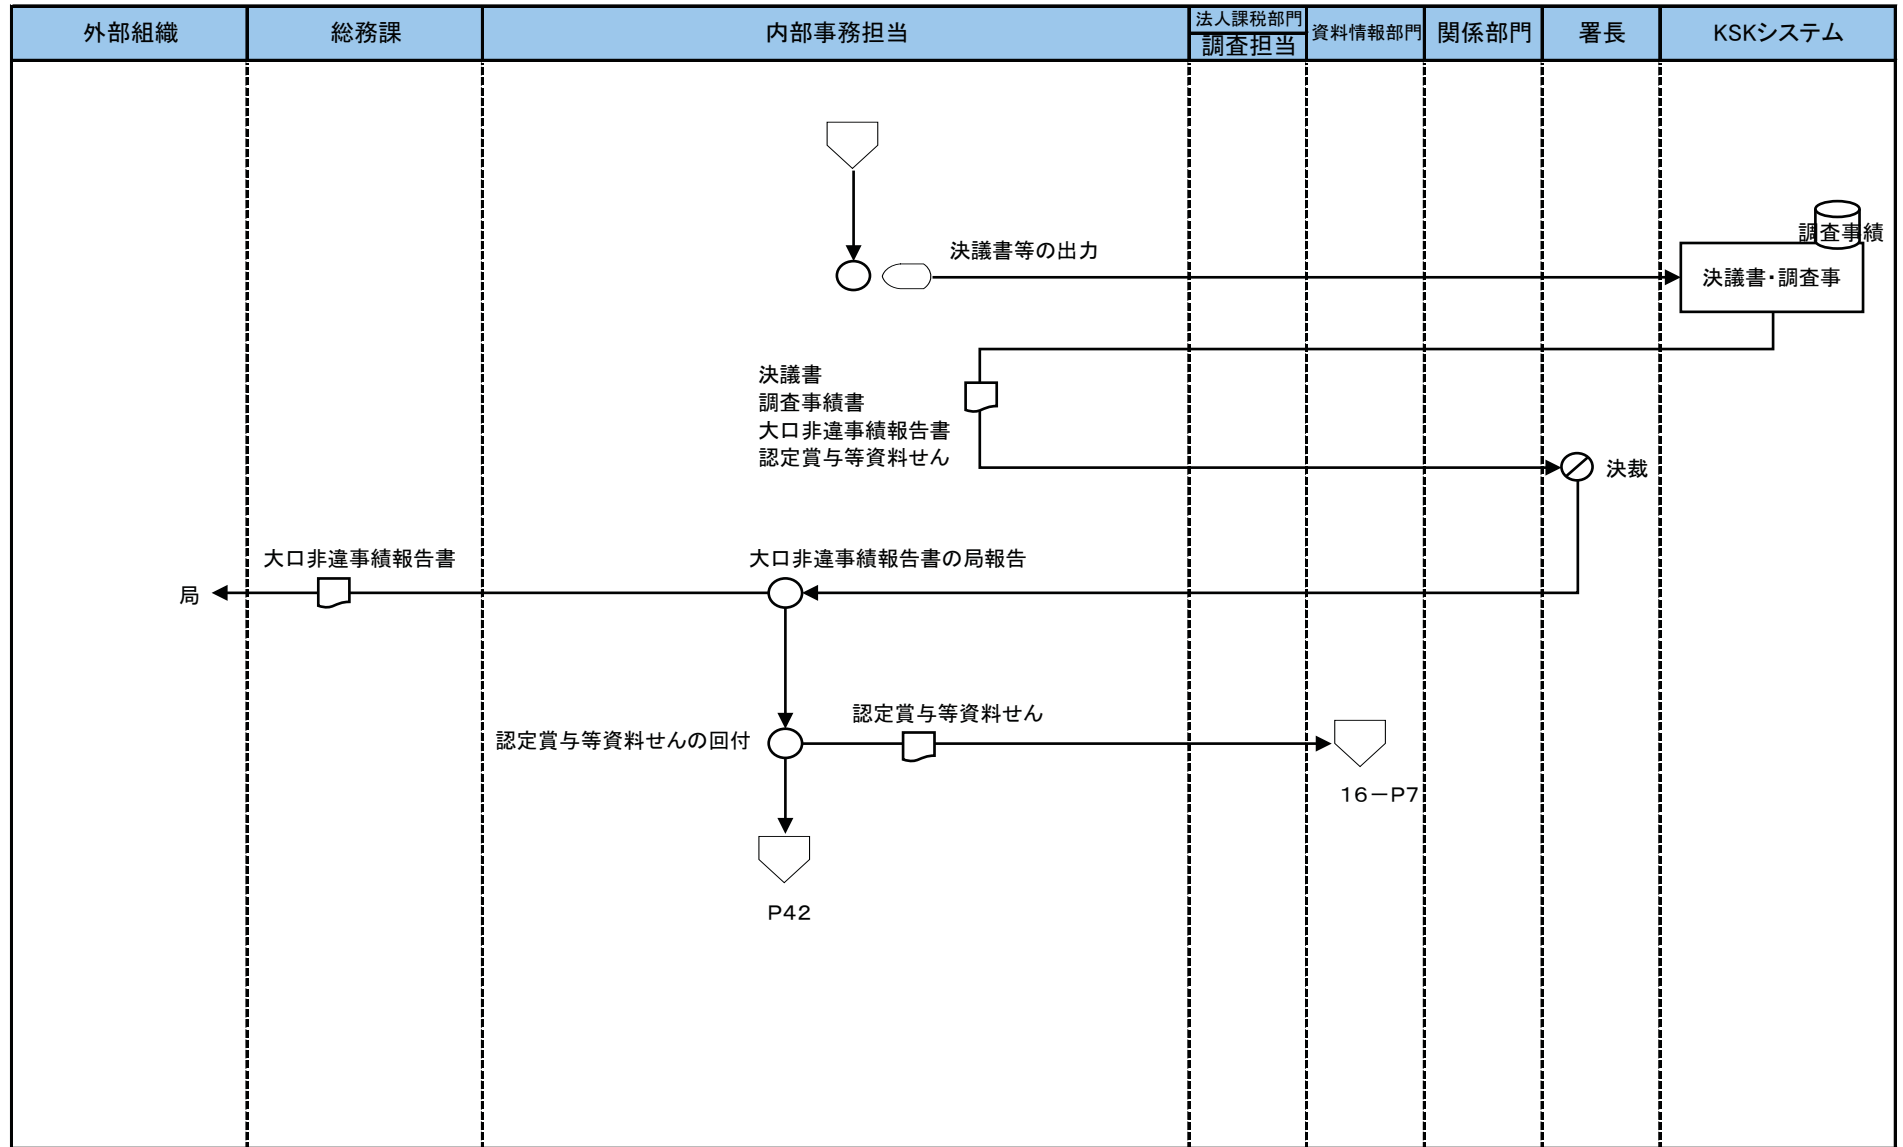 外部組織
総務課
内部事務担当
法人課税部門
調査担当
資料情報部門
関係部門
署長
KSKシステム
決議書等の出力
調査事績
決議書・調査事
決議書
調査事績書
大口非違事績報告書
認定賞与等資料せん
決裁
大口非違事績報告書
大口非違事績報告書の局報告
局
認定賞与等資料せん
認定賞与等資料せんの回付
16－P7
P42